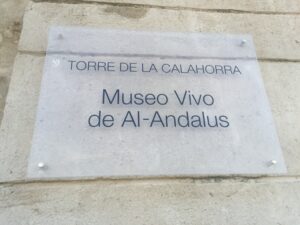 TORRE DE LA CALAHORRA
Museo Vivo
de Al-Andalus